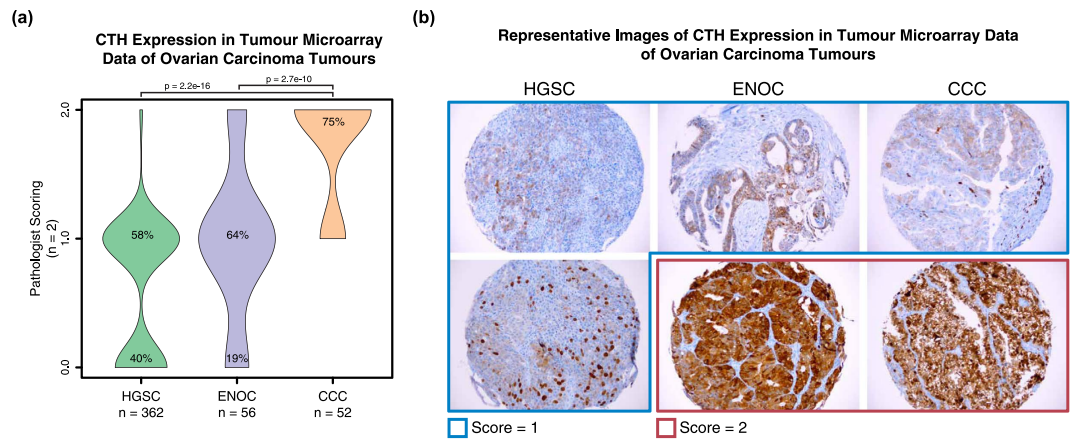 (a)
CTH Expression in Tumour Microarray
Data of Ovarian Carcinoma Tumours
p = 2.2e-16
p = 2.7e-10
Pathologist Scoring
(n = 2)
2.0
1.0
0.0
75%
58%
64%
40%
19%
HGSC
n = 362
ENOC
n = 56
CCC
n = 52
(b)
Representative Images of CTH Expression in Tumour Microarray Data
of Ovarian Carcinoma Tumours
HGSC
ENOC
CCC
Score = 1
Score = 2